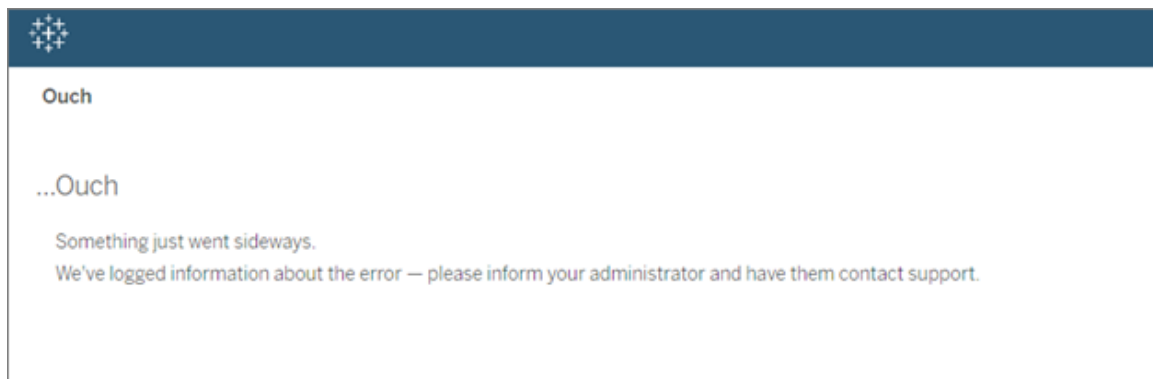 Ouch
...Ouch
Something just went sideways.
We've logged information about the error — please inform your administrator and have them contact support.